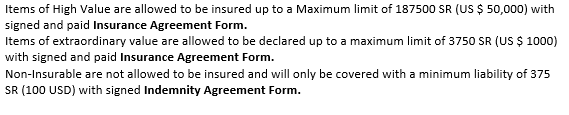 Items of High Value are allowed to be insured up to a Maximum limit of 187500 SR (US $ 50,000) with
signed and paid Insurance Agreement Form.
Items of extraordinary value are allowed to be declared up to a maximum limit of 3750 SR (US $ 1000)
with signed and paid Insurance Agreement Form.
Non-Insurable are not allowed to be insured and will only be covered with a minimum liability of 375
SR (100 USD) with signed Indemnity Agreement Form.